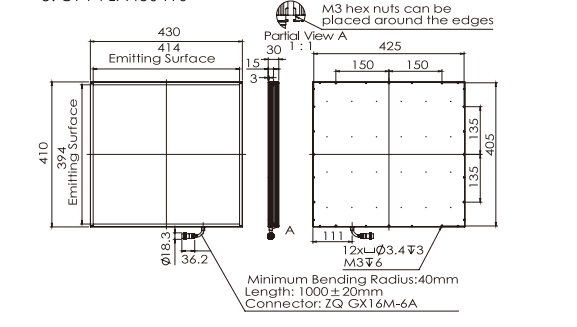 M3 hex nuts can be
placed around the edges
Partial View A
1 : 1
430
414
Emitting Surface
30
15
3
425
150 150
410
394
Emitting Surface
135
135
405
A
Ø18.3
36.2
111
12x⌴Ø3.4↧3
M3↧6
Minimum Bending Radius:40mm
Length: 1000±20mm
Connector: ZQ GX16M-6A